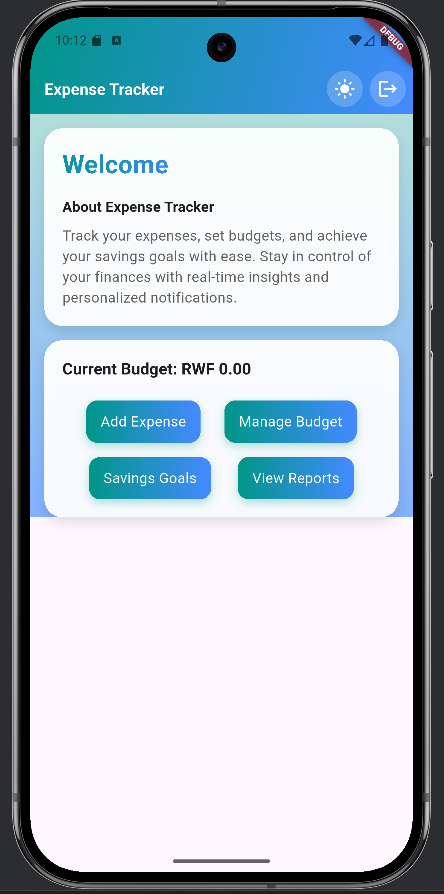 10:12
DEBUG
Expense Tracker
Welcome
About Expense Tracker
Track your expenses, set budgets, and achieve
your savings goals with ease. Stay in control of
your finances with real-time insights and
personalized notifications.
Current Budget: RWF 0.00
Add Expense
Manage Budget
Savings Goals
View Reports